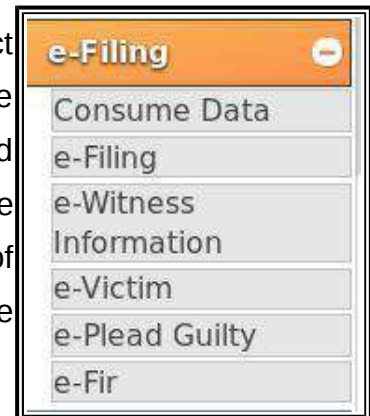 e-Filing
Consume Data
e-Filing
e-Witness
Information
e-Victim
e-Plead Guilty
e-Fir